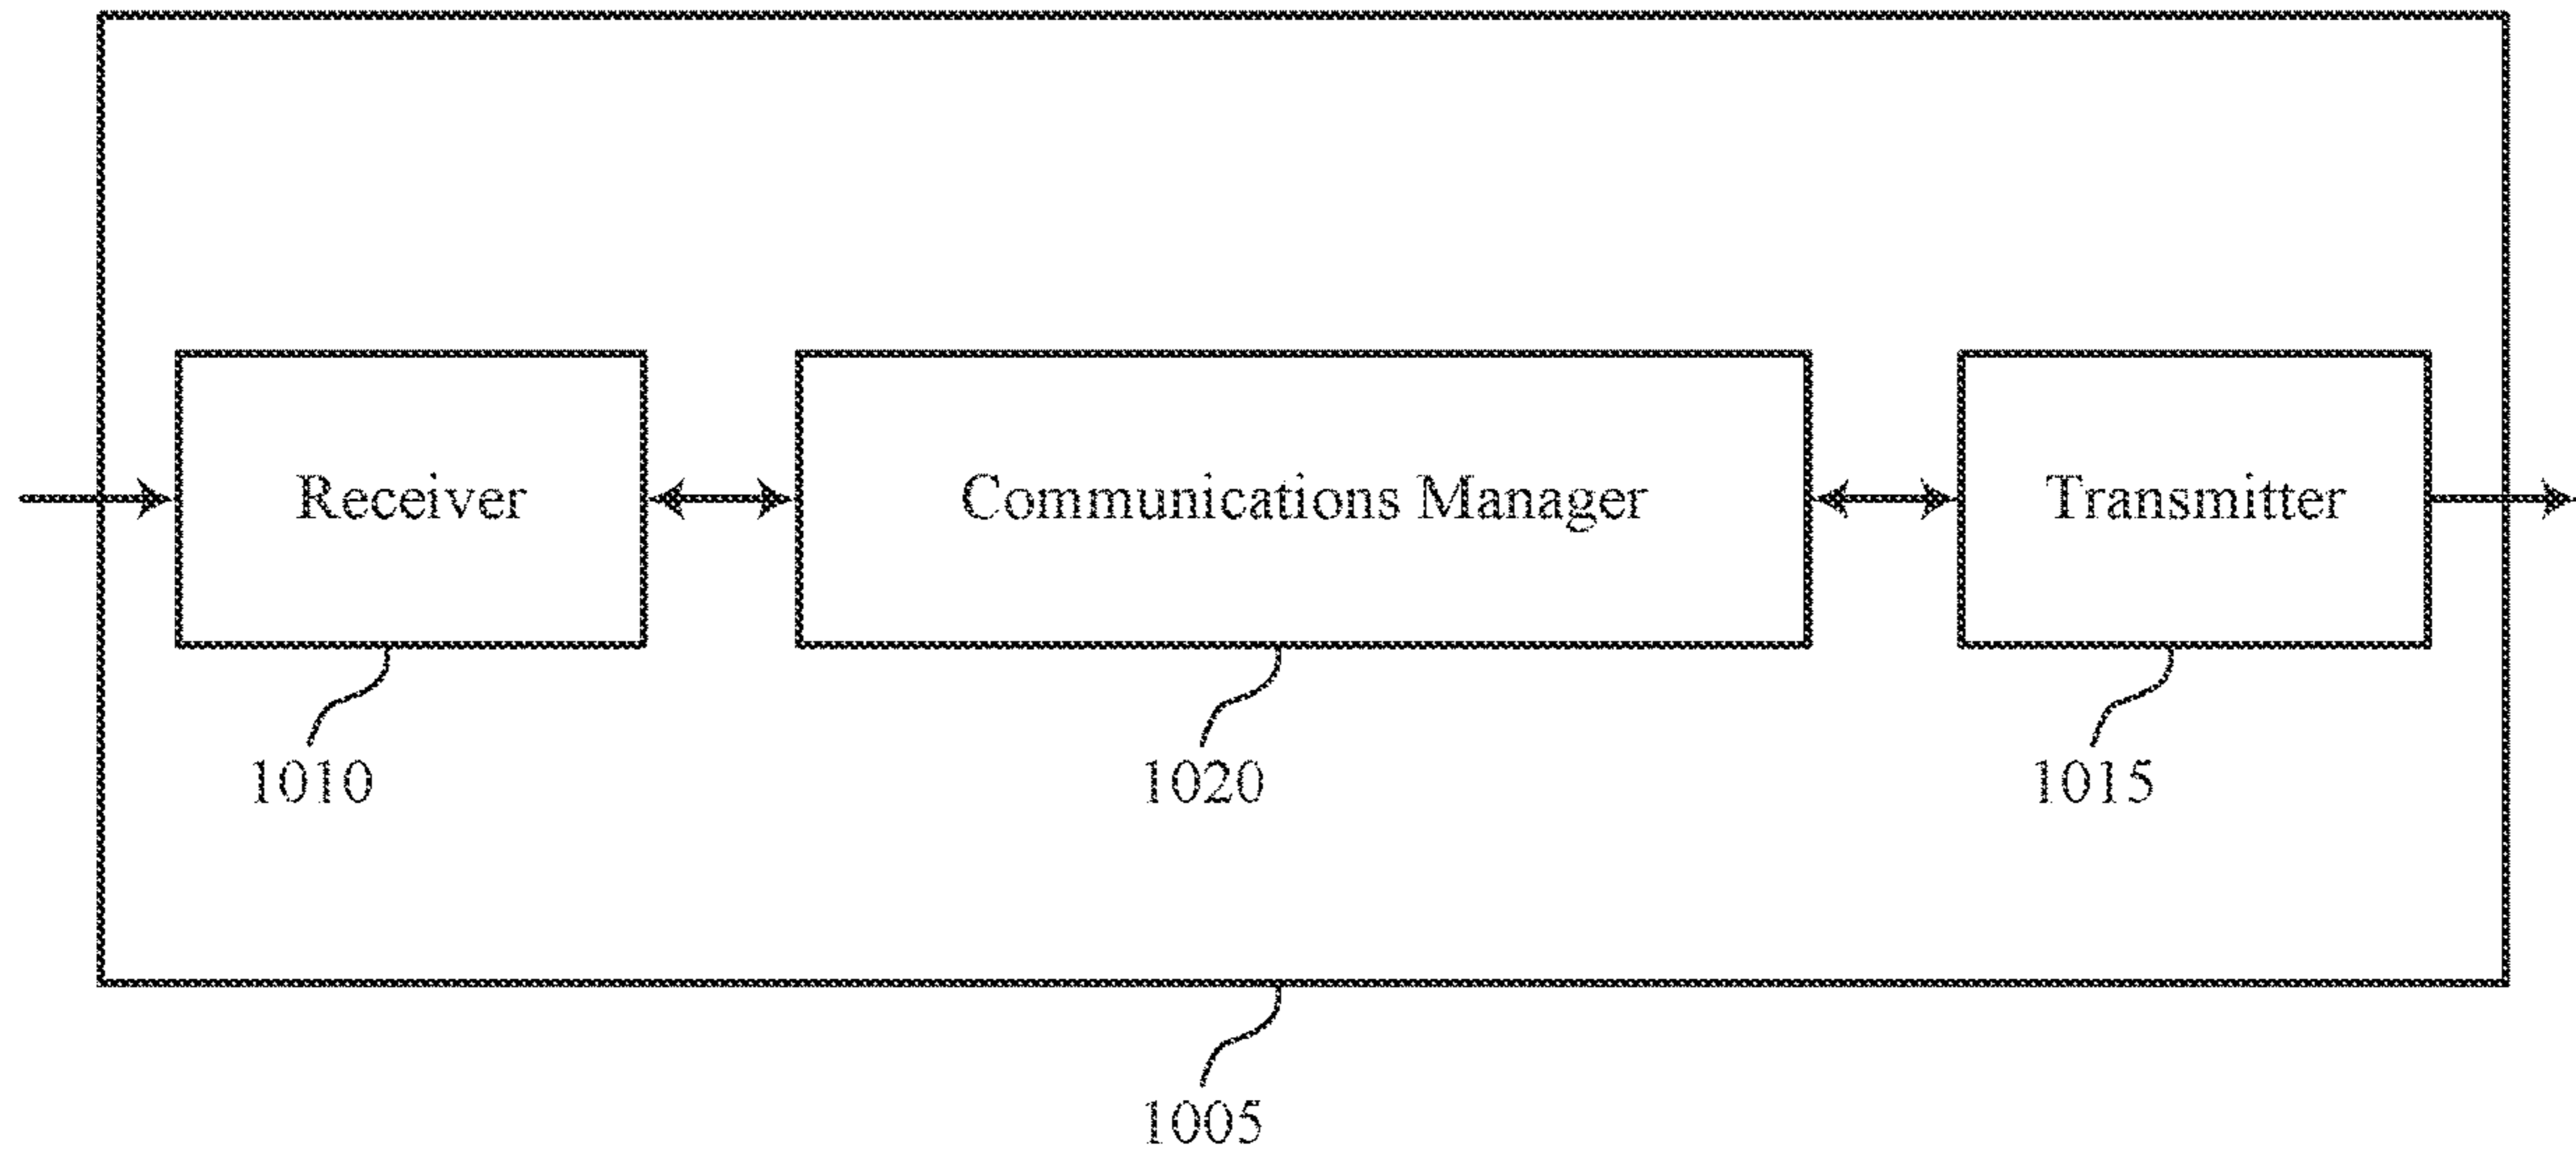 Receiver
Communications Manager
Transmitter
1010
1020
1015
1005